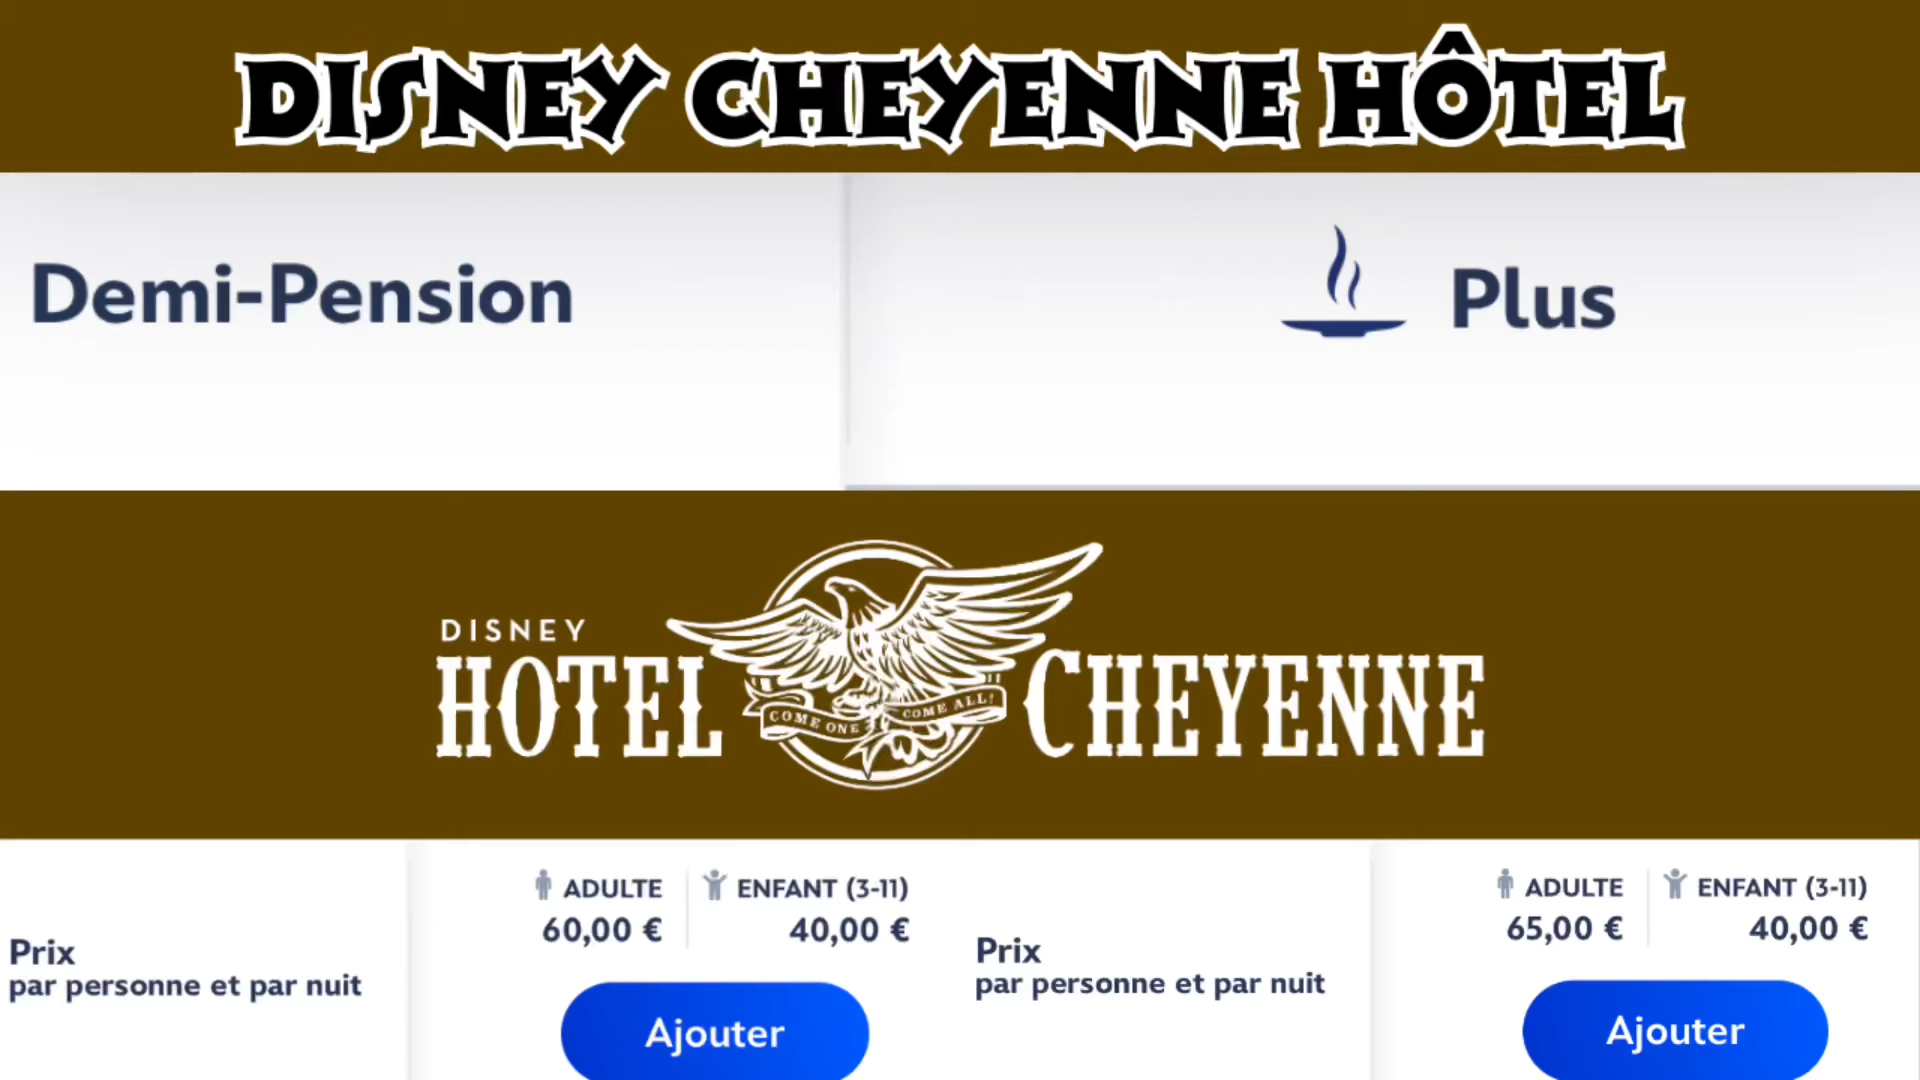 DISNEY CHEYENNE HÔTEL
Demi-Pension
Plus
DISNEY
HOTEL CHEYENNE
COME ONE COME ALL!
ADULTE ENFANT (3-11)
60,00 € 40,00 €
Prix
par personne et par nuit
Ajouter
ADULTE ENFANT (3-11)
65,00 € 40,00 €
Prix
par personne et par nuit
Ajouter